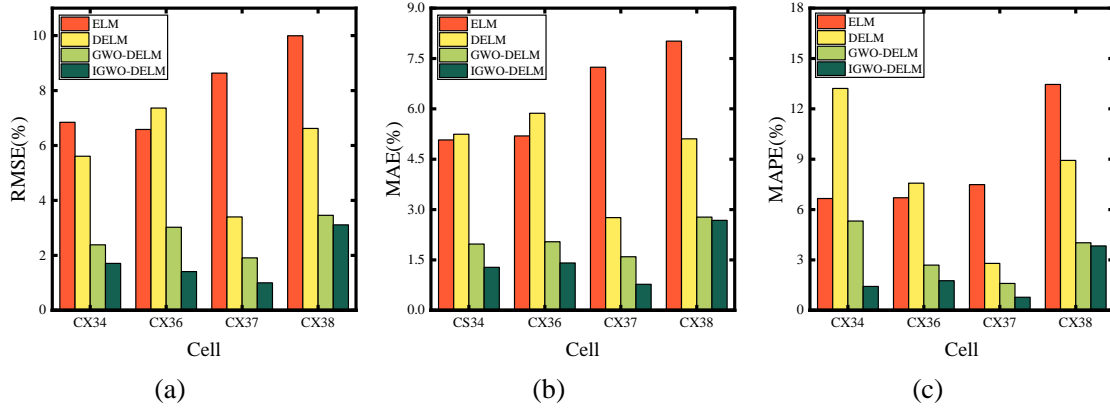 ELM
DELM
GWO-DELM
IGWO-DELM
RMSE(%)
10
8
6
4
2
0
CX34 CX36 CX37 CX38
Cell
(a)
ELM
DELM
GWO-DELM
IGWO-DELM
MAE(%)
9.0
7.5
6.0
4.5
3.0
1.5
0.0
CS34 CX36 CX37 CX38
Cell
(b)
ELM
DELM
GWO-DELM
IGWO-DELM
MAPE(%)
18
15
12
9
6
3
0
CX34 CX36 CX37 CX38
Cell
(c)